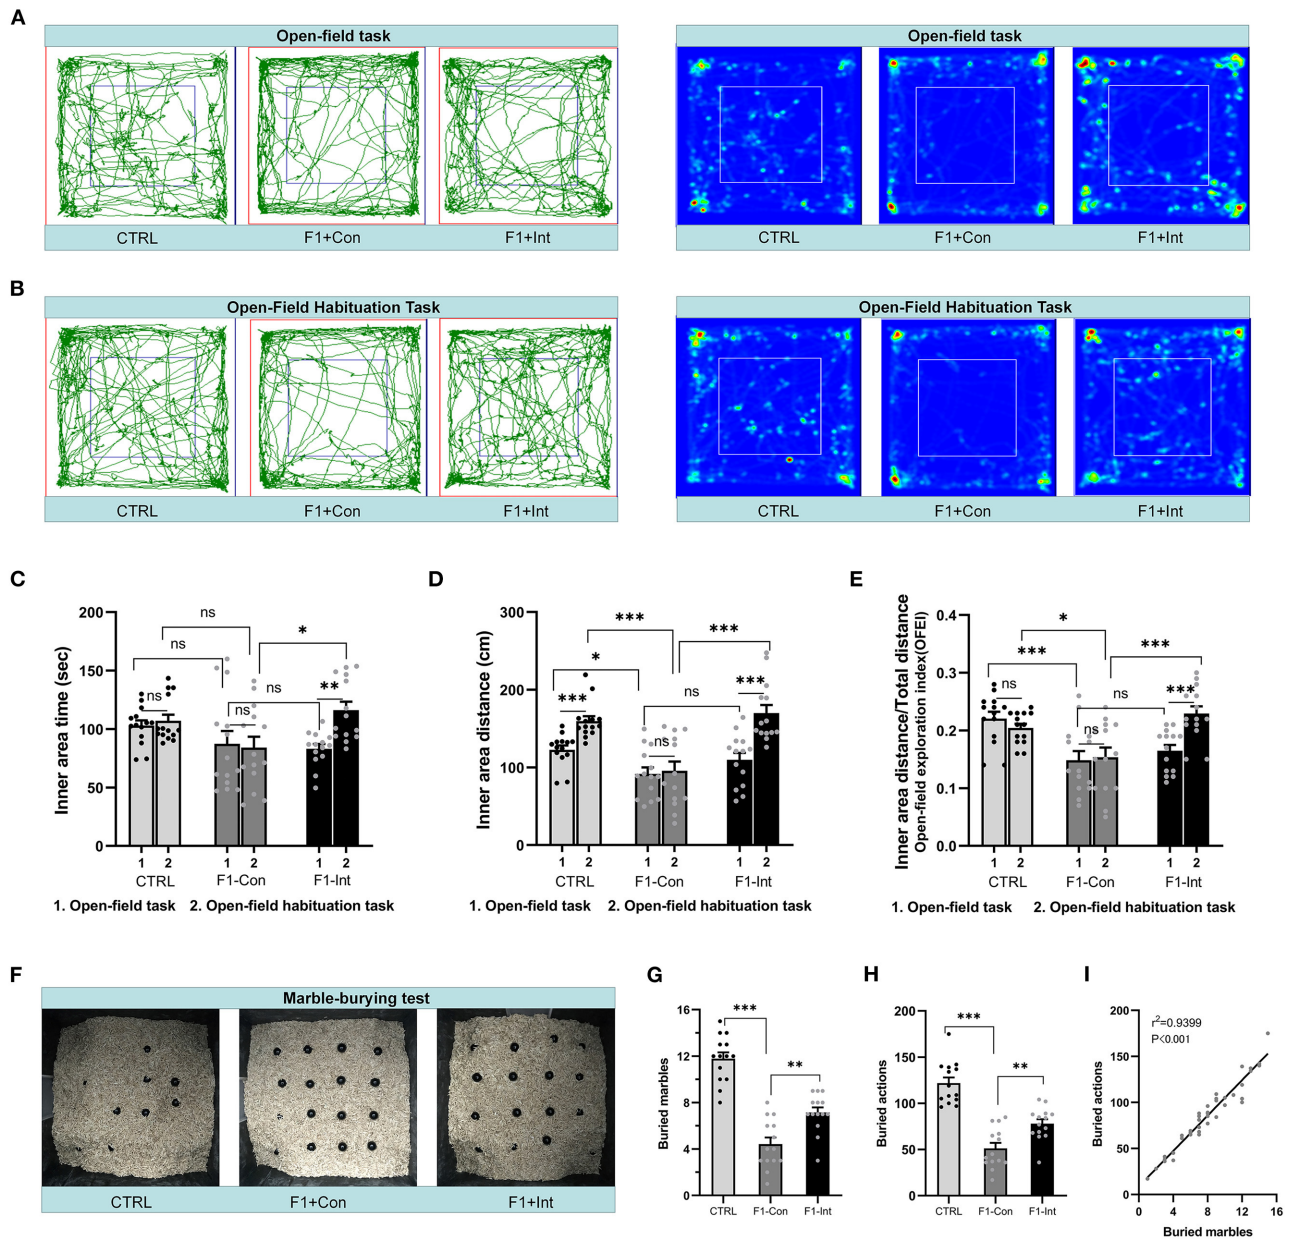 A
Open-field task
CTRL F1+Con F1+Int
Open-field task
CTRL F1+Con F1+Int
B
Open-Field Habituation Task
CTRL F1+Con F1+Int
Open-Field Habituation Task
CTRL F1+Con F1+Int
C
Inner area time (sec)
200
150
100
50
0
ns
ns
*
ns
ns
**
ns
1 2 1 2 1 2
CTRL F1-Con F1-Int
1. Open-field task 2. Open-field habituation task
D
Inner area distance (cm)
300
200
100
0
***
***
*
***
ns
***
ns
1 2 1 2 1 2
CTRL F1-Con F1-Int
1. Open-field task 2. Open-field habituation task
E
Inner area distance/Total distance
Open-field exploration index(OFEI)
0.4
0.3
0.2
0.1
0.0
*
***
***
ns
ns
***
ns
1 2 1 2 1 2
CTRL F1-Con F1-Int
1. Open-field task 2. Open-field habituation task
F
Marble-burying test
CTRL F1+Con F1+Int
G
Buried marbles
16
12
8
4
0
***
**
CTRL F1-Con F1-Int
H
Buried actions
200
150
100
50
0
***
**
CTRL F1-Con F1-Int
I
Buried actions
200
150
100
50
0
r²=0.9399
P<0.001
0 4 8 12 16
Buried marbles